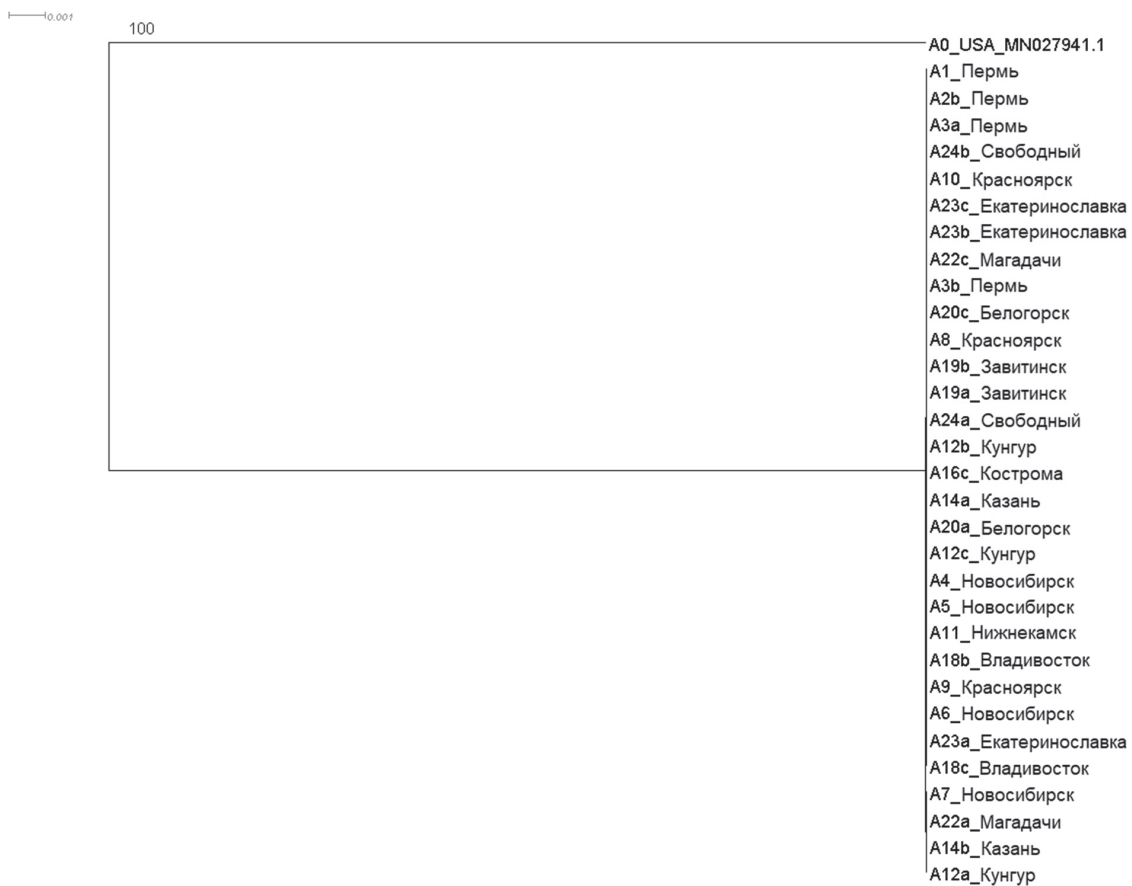 0.001
100
A0_USA_MN027941.1
A1_Пермь
A2b_Пермь
A3a_Пермь
A24b_Свободный
A10_Красноярск
A23c_Екатеринославка
A23b_Екатеринославка
A22c_Магадачи
A3b_Пермь
A20c_Белогорск
A8_Красноярск
A19b_Завитинск
A19a_Завитинск
A24a_Свободный
A12b_Кунгур
A16c_Кострома
A14a_Казань
A20a_Белогорск
A12c_Кунгур
A4_Новосибирск
A5_Новосибирск
A11_Нижнекамск
A18b_Владивосток
A9_Красноярск
A6_Новосибирск
A23a_Екатеринославка
A18c_Владивосток
A7_Новосибирск
A22a_Магадачи
A14b_Казань
A12a_Кунгур